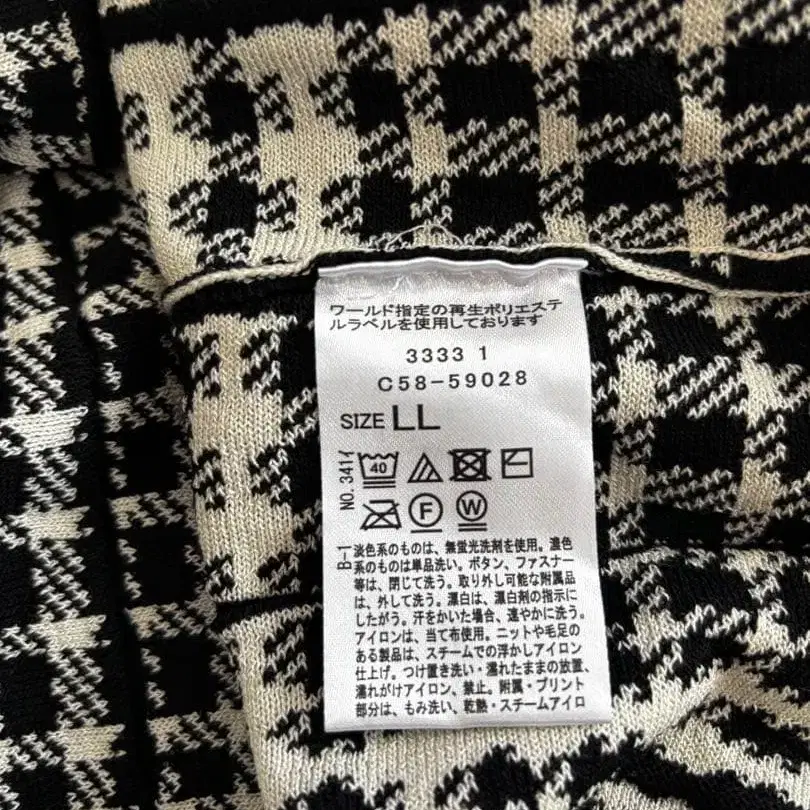 ワールド指定の再生ポリエステ
ルラベルを使用しております
3333 1
C58-59028
SIZE LL
NO. 341イ
40
F W
B-1
淡色系のものは、無蛍光洗剤を使用。濃色
系のものは単品洗い。ボタン、ファスナー
等は、閉じて洗う。取り外し可能な附属品
は、外して洗う。漂白は、漂白剤の指示に
したがう。汗をかいた場合、速やかに洗う。
アイロンは、当て布使用。ニットや毛足の
ある製品は、スチームでの浮かしアイロン
仕上げ。つけ置き洗い・濡れたままの放置、
濡れがけアイロン、禁止。附属・プリント
部分は、もみ洗い、乾熱・スチームアイロ